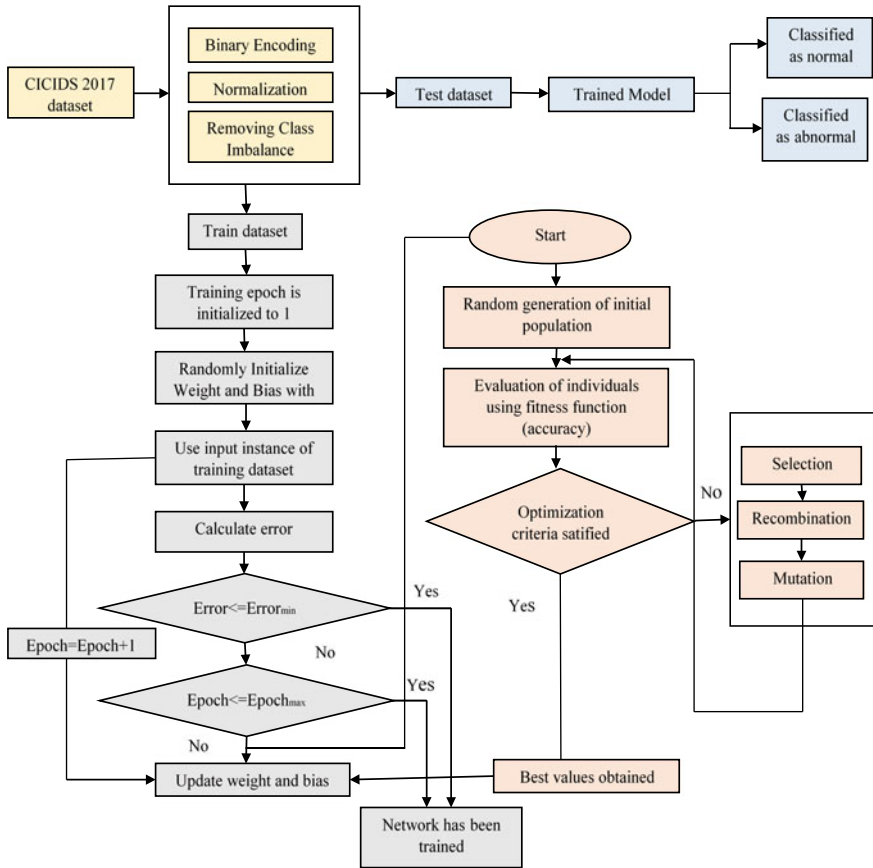 CICIDS 2017
dataset
Binary Encoding
Normalization
Removing Class
Imbalance
Test dataset
Trained Model
Classified
as normal
Classified
as abnormal
Train dataset
Training epoch is
initialized to 1
Randomly Initialize
Weight and Bias with
Use input instance of
training dataset
Calculate error
Error<=Errormin
Yes
No
Epoch=Epoch+1
Epoch<=Epochmax
Yes
No
Update weight and bias
Network has been
trained
Start
Random generation of initial
population
Evaluation of individuals
using fitness function
(accuracy)
Optimization
criteria satified
No
Yes
Selection
Recombination
Mutation
Best values obtained